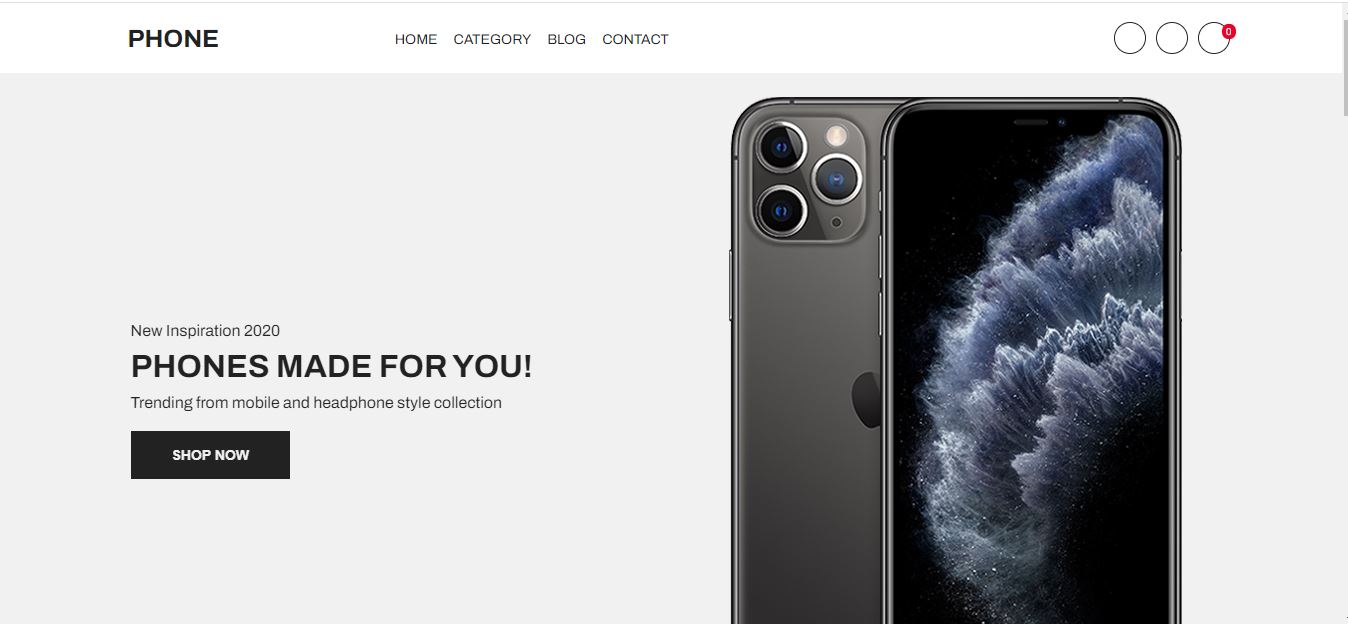 PHONE
HOME CATEGORY BLOG CONTACT
0
New Inspiration 2020
PHONES MADE FOR YOU!
Trending from mobile and headphone style collection
SHOP NOW